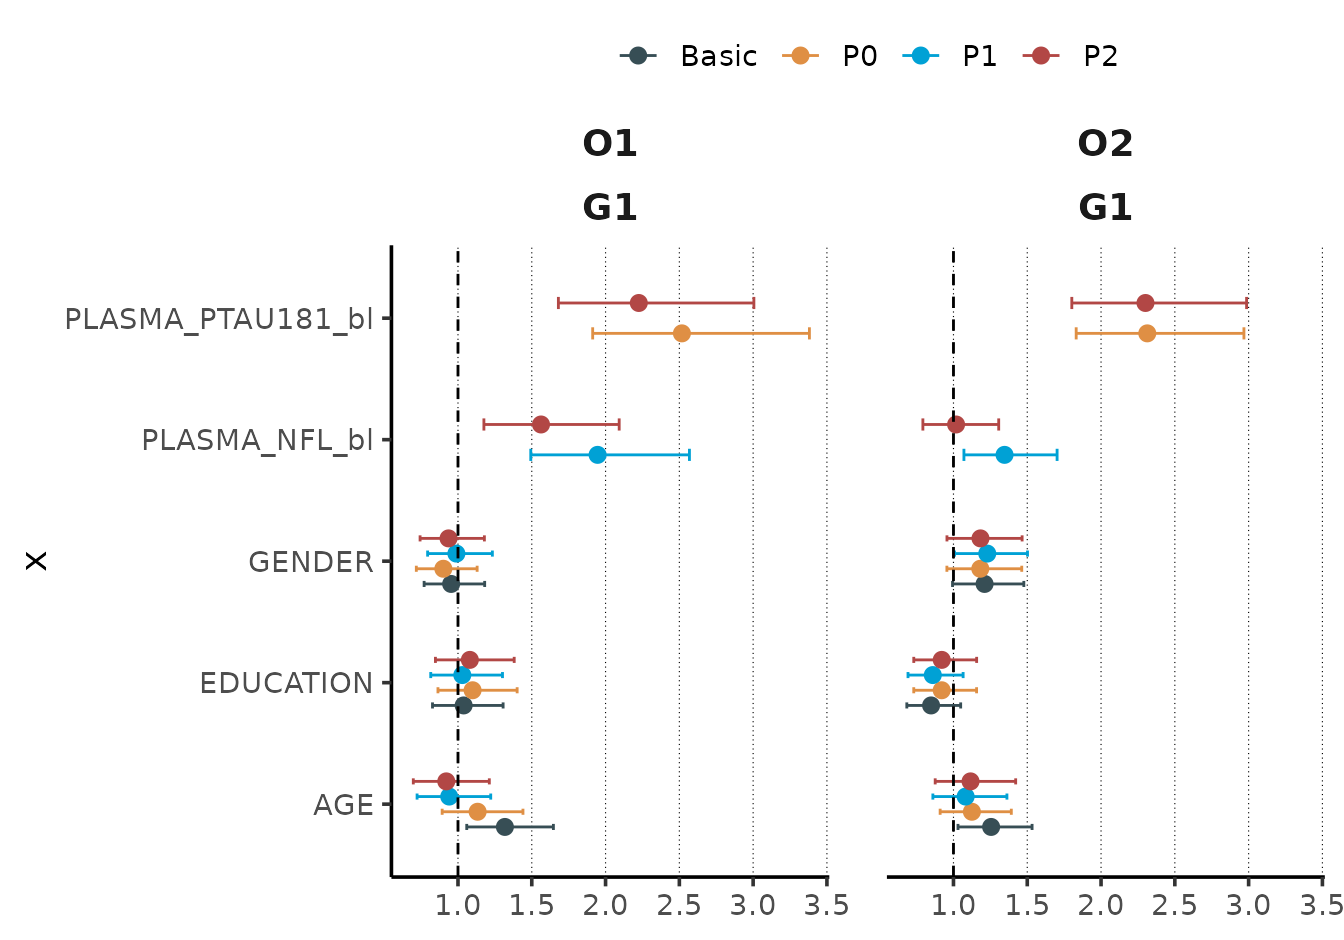 Basic P0 P1 P2
O1 O2
G1 G1
PLASMA_PTAU181_bl
PLASMA_NFL_bl
X
GENDER
EDUCATION
AGE
1.0 1.5 2.0 2.5 3.0 3.5 1.0 1.5 2.0 2.5 3.0 3.5